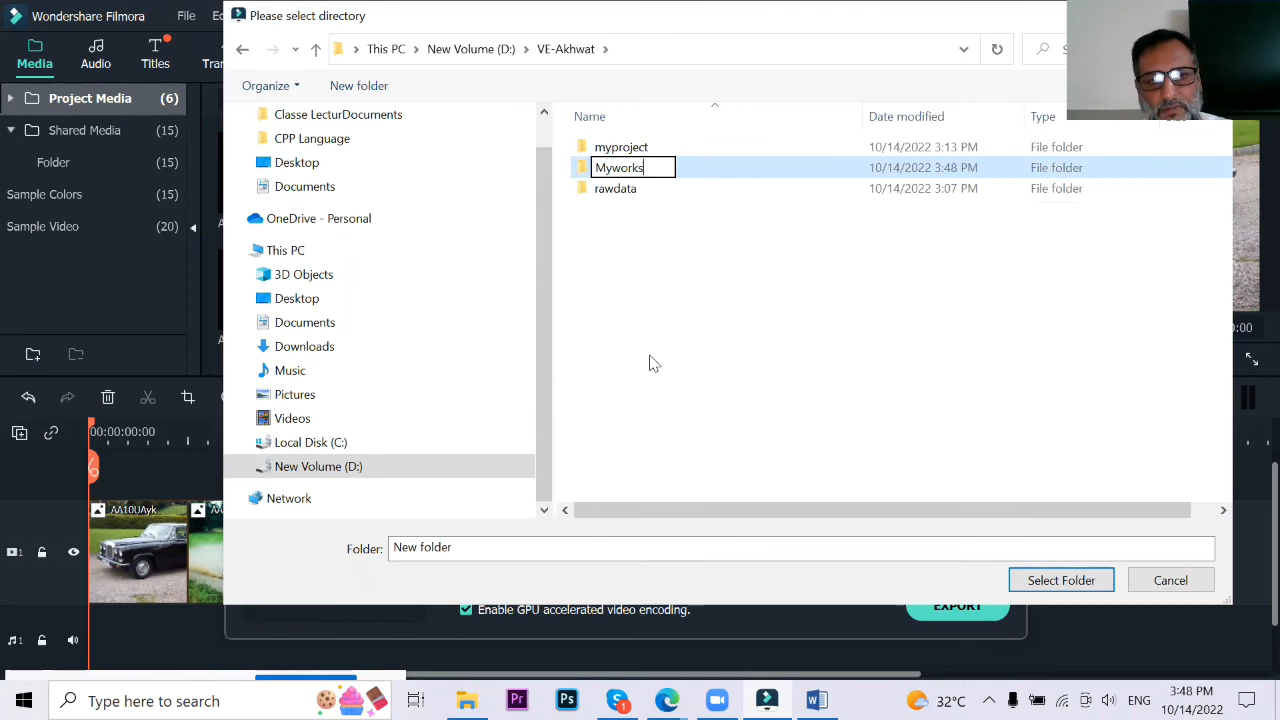 Wondershare Filmora File
Please select directory
Media Audio Titles
This PC New Volume (D:) VE-Akhwat
Organize New folder
Project Media (6)
Shared Media (15)
Folder (15)
Sample Colors (15)
Sample Video (20)
Classe LecturDocuments
CPP Language
Desktop
Documents
OneDrive - Personal
This PC
3D Objects
Desktop
Documents
Downloads
Music
Pictures
Videos
Local Disk (C:)
New Volume (D:)
Network
Name Date modified Type
myproject 10/14/2022 3:13 PM File folder
Myworks 10/14/2022 3:48 PM File folder
rawdata 10/14/2022 3:07 PM File folder
Folder: New folder
Select Folder Cancel
00:00:00:00
AA10UAyk
1
Enable GPU accelerated video encoding. EXPORT
1
Type here to search
Pr Ps 1 32°C ENG
3:48 PM
10/14/2022